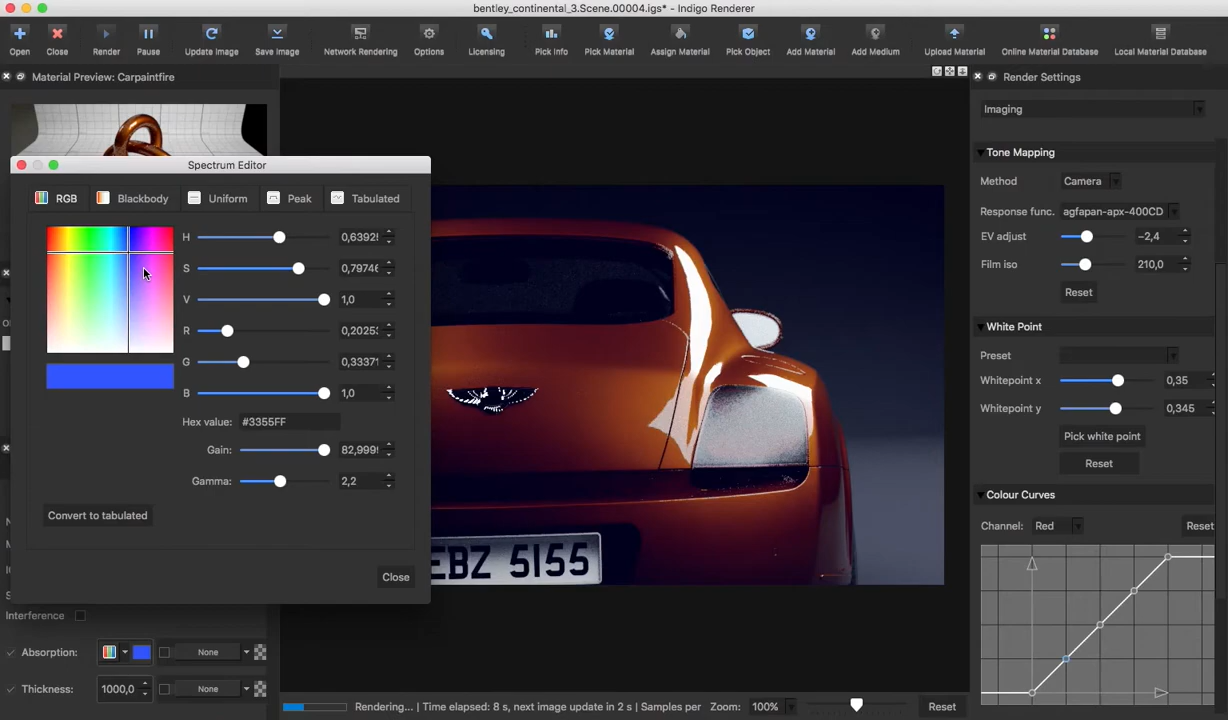 bentley_continental_3.Scene.00004.igs* - Indigo Renderer
Open Close Render Pause Update Image Save Image Network Rendering Options Licensing Pick Info Pick Material Assign Material Pick Object Add Material Add Medium Upload Material Online Material Database Local Material Database
Material Preview: Carpaintfire
Spectrum Editor
RGB Blackbody Uniform Peak Tabulated
H
S
V 1,0
R
G
B 1,0
Hex value: #3355FF
Gain:
Gamma: 2,2
Convert to tabulated
Close
Interference
Absorption: None
Thickness: 1000,0 None
EBZ 5155
Rendering... | Time elapsed: 8 s, next image update in 2 s | Samples per Zoom: 100% Reset
Render Settings
Imaging
Tone Mapping
Method Camera
Response func. agfapan-apx-400CD
EV adjust -2,4
Film iso 210,0
Reset
White Point
Preset
Whitepoint x 0,35
Whitepoint y 0,345
Pick white point
Reset
Colour Curves
Channel: Red Reset